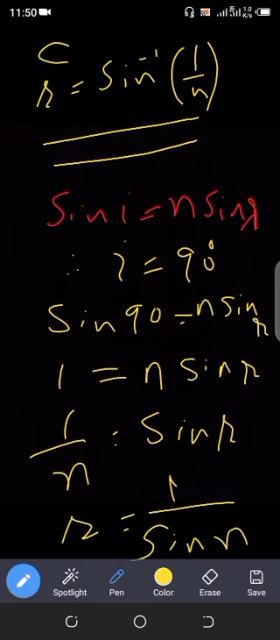 11:50
C
r = sin⁻¹(1/n)
Sin i = n sin r
∴ i = 90°
Sin 90 = n sin r
1 = n sin r
1/n = sin r
r = 1/sin n
Spotlight Pen Color Erase Save